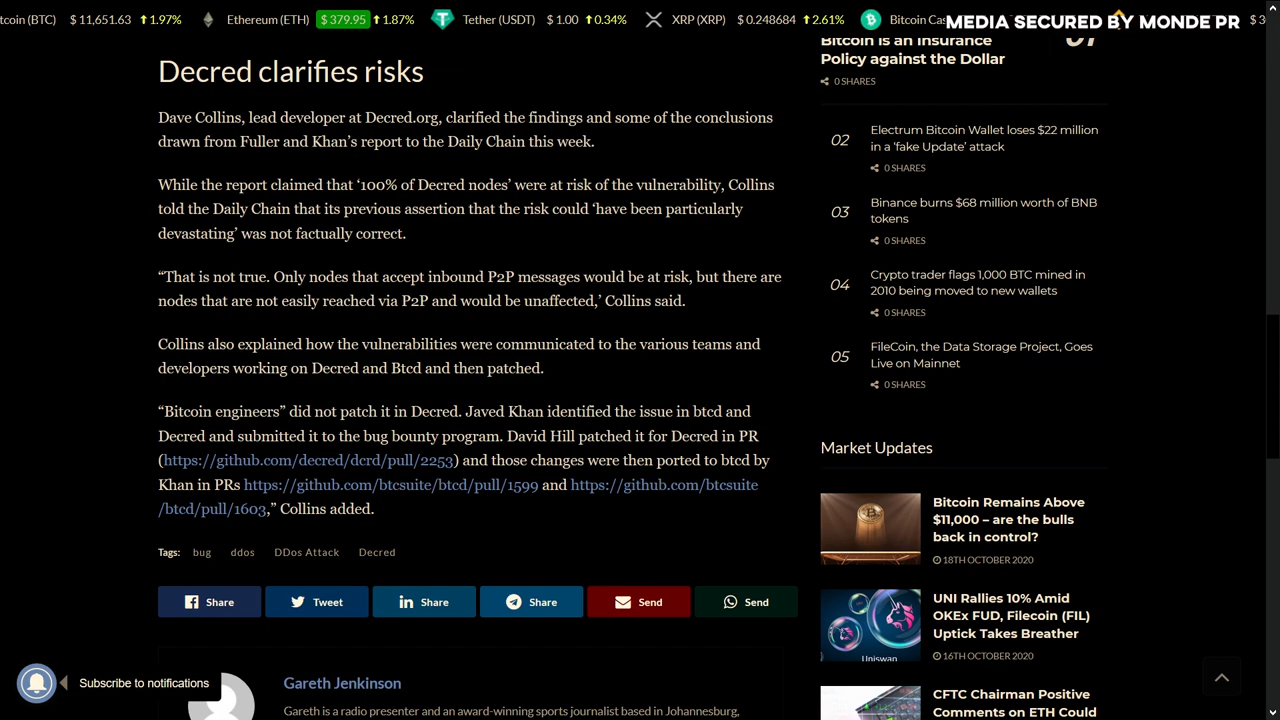 tcoin (BTC) $ 11,651.63 ↑ 1.97% Ethereum (ETH) $ 379.95 ↑ 1.87% Tether (USDT) $ 1.00 ↑ 0.34% XRP (XRP) $ 0.248684 ↑ 2.61% Bitcoin Cas
MEDIA SECURED BY MONDE PR
$ 3
Decred clarifies risks
Dave Collins, lead developer at Decred.org, clarified the findings and some of the conclusions
drawn from Fuller and Khan's report to the Daily Chain this week.
While the report claimed that '100% of Decred nodes' were at risk of the vulnerability, Collins
told the Daily Chain that its previous assertion that the risk could 'have been particularly
devastating' was not factually correct.
“That is not true. Only nodes that accept inbound P2P messages would be at risk, but there are
nodes that are not easily reached via P2P and would be unaffected,' Collins said.
Collins also explained how the vulnerabilities were communicated to the various teams and
developers working on Decred and Btcd and then patched.
“Bitcoin engineers” did not patch it in Decred. Javed Khan identified the issue in btcd and
Decred and submitted it to the bug bounty program. David Hill patched it for Decred in PR
(https://github.com/decred/dcrd/pull/2253) and those changes were then ported to btcd by
Khan in PRs https://github.com/btcsuite/btcd/pull/1599 and https://github.com/btcsuite
/btcd/pull/1603,” Collins added.
Tags: bug ddos DDos Attack Decred
Share Tweet Share Share Send Send
Gareth Jenkinson
Gareth is a radio presenter and an award-winning sports journalist based in Johannesburg,
Subscribe to notifications
Bitcoin is an Insurance
Policy against the Dollar
01
0 SHARES
02
Electrum Bitcoin Wallet loses $22 million
in a 'fake Update' attack
0 SHARES
03
Binance burns $68 million worth of BNB
tokens
0 SHARES
04
Crypto trader flags 1,000 BTC mined in
2010 being moved to new wallets
0 SHARES
05
FileCoin, the Data Storage Project, Goes
Live on Mainnet
0 SHARES
Market Updates
Bitcoin Remains Above
$11,000 – are the bulls
back in control?
18TH OCTOBER 2020
UNI Rallies 10% Amid
OKEx FUD, Filecoin (FIL)
Uptick Takes Breather
16TH OCTOBER 2020
Uniswap
CFTC Chairman Positive
Comments on ETH Could